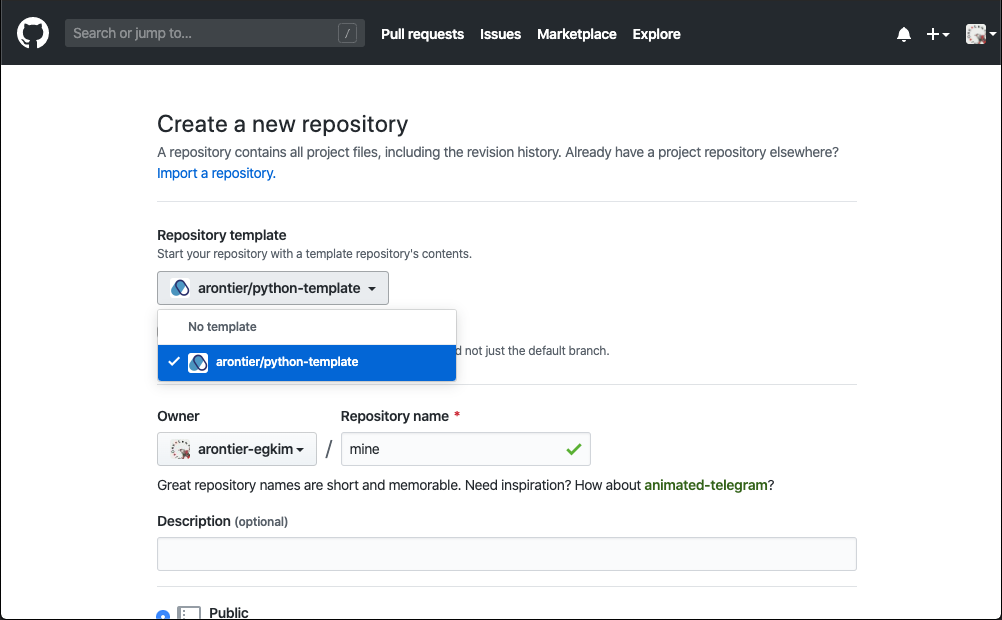 Search or jump to... / Pull requests Issues Marketplace Explore
Create a new repository
A repository contains all project files, including the revision history. Already have a project repository elsewhere?
Import a repository.
Repository template
Start your repository with a template repository's contents.
arontier/python-template
No template
d not just the default branch.
arontier/python-template
Owner Repository name *
arontier-egkim / mine
Great repository names are short and memorable. Need inspiration? How about animated-telegram?
Description (optional)
Public